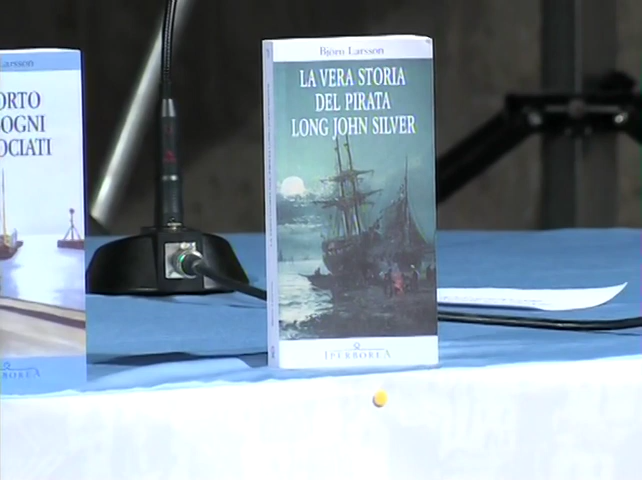 Larsson
ORTO
OGNI
OCIATI
Björn Larsson
LA VERA STORIA
DEL PIRATA
LONG JOHN SILVER
IPERBOREA